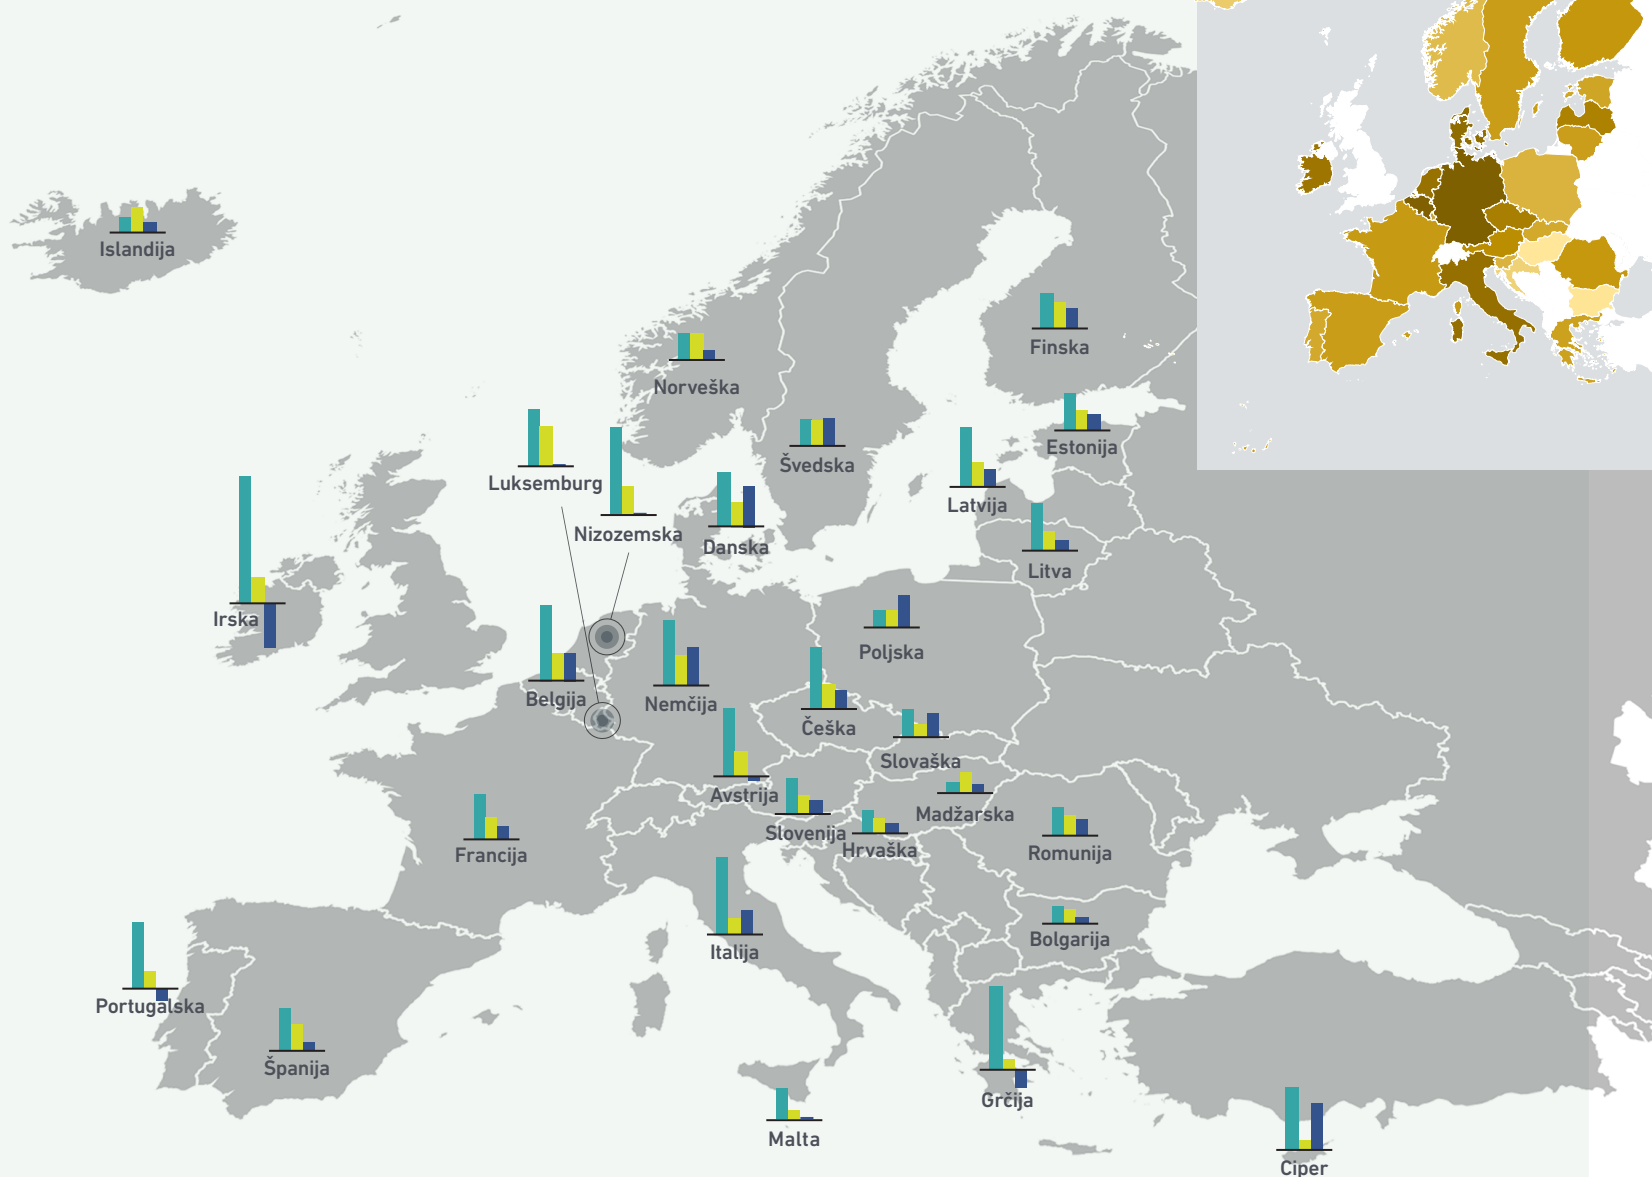 Islandija
Finska
Norveška
Estonija
Švedska
Luksemburg
Latvija
Nizozemska
Danska
Litva
Irska
Poljska
Belgija
Nemčija
Češka
Slovaška
Avstrija
Madžarska
Slovenija
Hrvaška
Francija
Romunija
Bolgarija
Italija
Portugalska
Španija
Grčija
Malta
Ciper